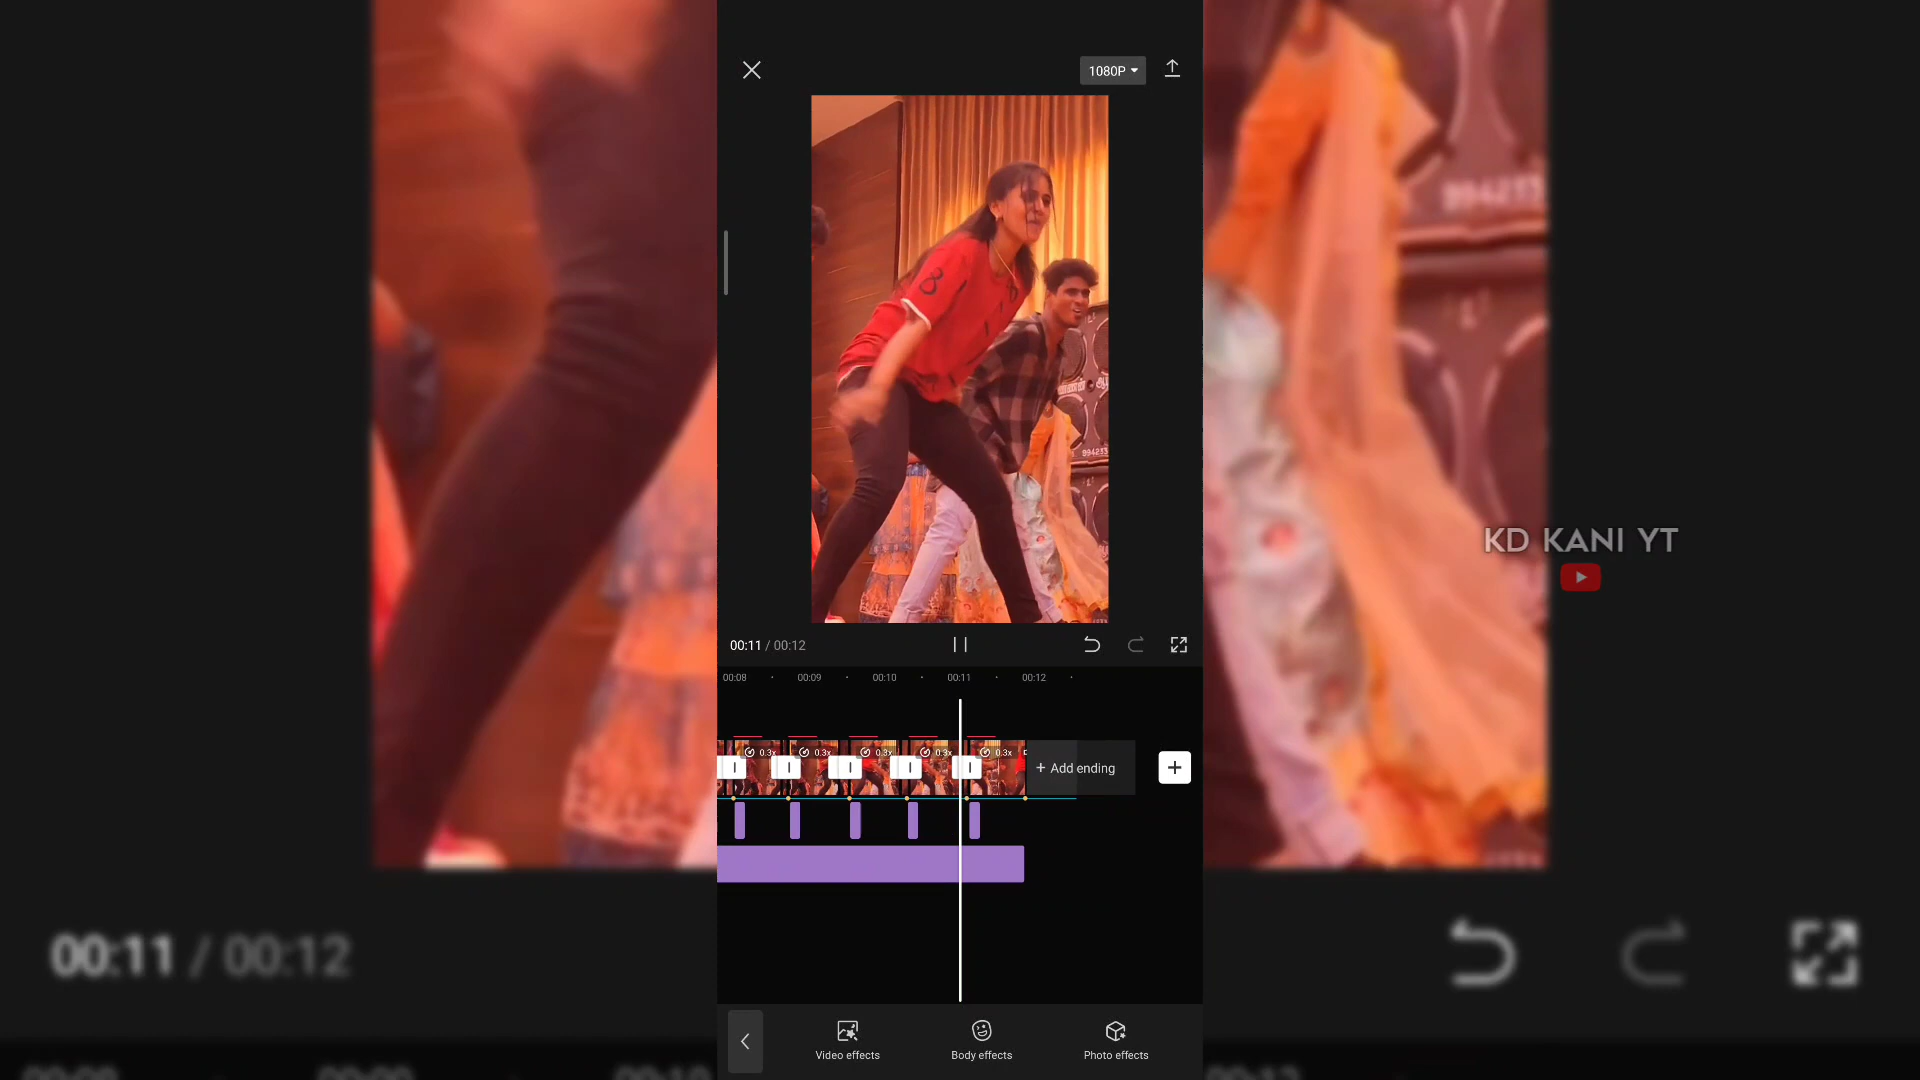 1080P
994233
994233
KD KANI YT
00:11 / 00:12
00:08 00:09 00:10 00:11 00:12
0.3x 0.3x 0.3x 0.3x 0.3x
+ Add ending
00:11 / 00:12
Video effects Body effects Photo effects